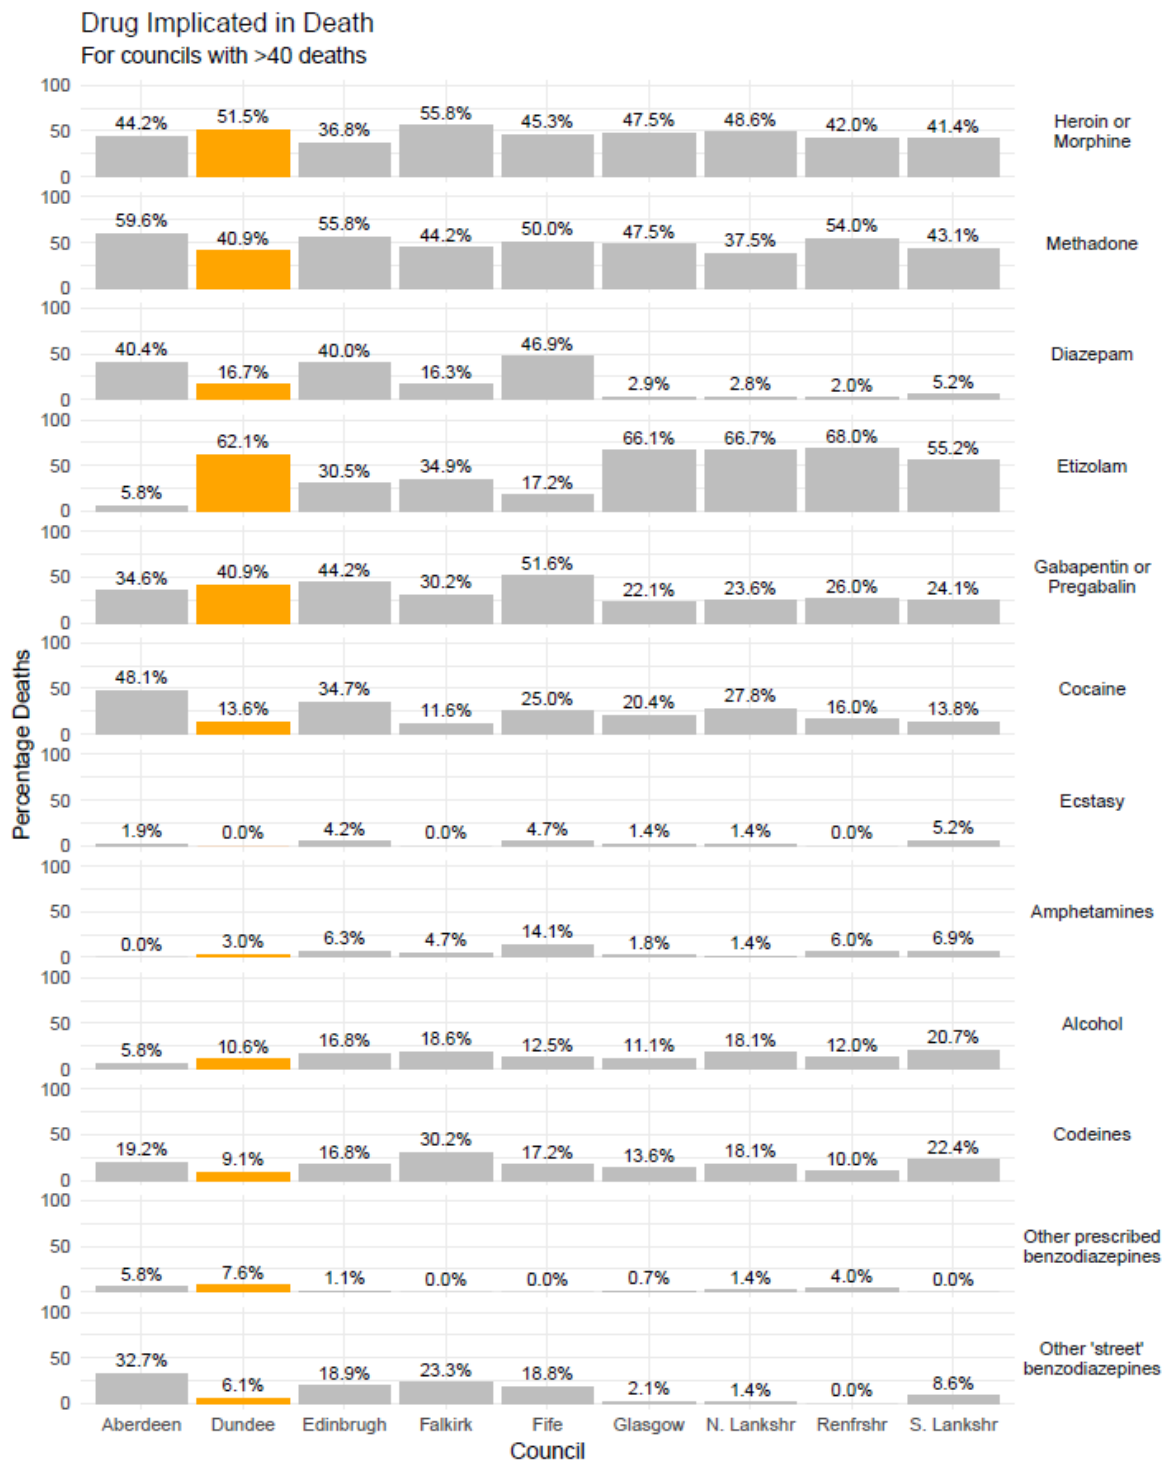 Drug Implicated in Death
For councils with >40 deaths
100
50
0
44.2% 51.5% 36.8% 55.8% 45.3% 47.5% 48.6% 42.0% 41.4%
Heroin or
Morphine
100
50
0
59.6% 40.9% 55.8% 44.2% 50.0% 47.5% 37.5% 54.0% 43.1%
Methadone
100
50
0
40.4% 16.7% 40.0% 16.3% 46.9% 2.9% 2.8% 2.0% 5.2%
Diazepam
100
50
0
5.8% 62.1% 30.5% 34.9% 17.2% 66.1% 66.7% 68.0% 55.2%
Etizolam
100
50
0
34.6% 40.9% 44.2% 30.2% 51.6% 22.1% 23.6% 26.0% 24.1%
Gabapentin or
Pregabalin
100
50
0
48.1% 13.6% 34.7% 11.6% 25.0% 20.4% 27.8% 16.0% 13.8%
Cocaine
Percentage Deaths
100
50
0
1.9% 0.0% 4.2% 0.0% 4.7% 1.4% 1.4% 0.0% 5.2%
Ecstasy
100
50
0
0.0% 3.0% 6.3% 4.7% 14.1% 1.8% 1.4% 6.0% 6.9%
Amphetamines
100
50
0
5.8% 10.6% 16.8% 18.6% 12.5% 11.1% 18.1% 12.0% 20.7%
Alcohol
100
50
0
19.2% 9.1% 16.8% 30.2% 17.2% 13.6% 18.1% 10.0% 22.4%
Codeines
100
50
0
5.8% 7.6% 1.1% 0.0% 0.0% 0.7% 1.4% 4.0% 0.0%
Other prescribed
benzodiazepines
100
50
0
32.7% 6.1% 18.9% 23.3% 18.8% 2.1% 1.4% 0.0% 8.6%
Other 'street'
benzodiazepines
Aberdeen Dundee Edinbrugh Falkirk Fife Glasgow N. Lankshr Renfrshr S. Lankshr
Council